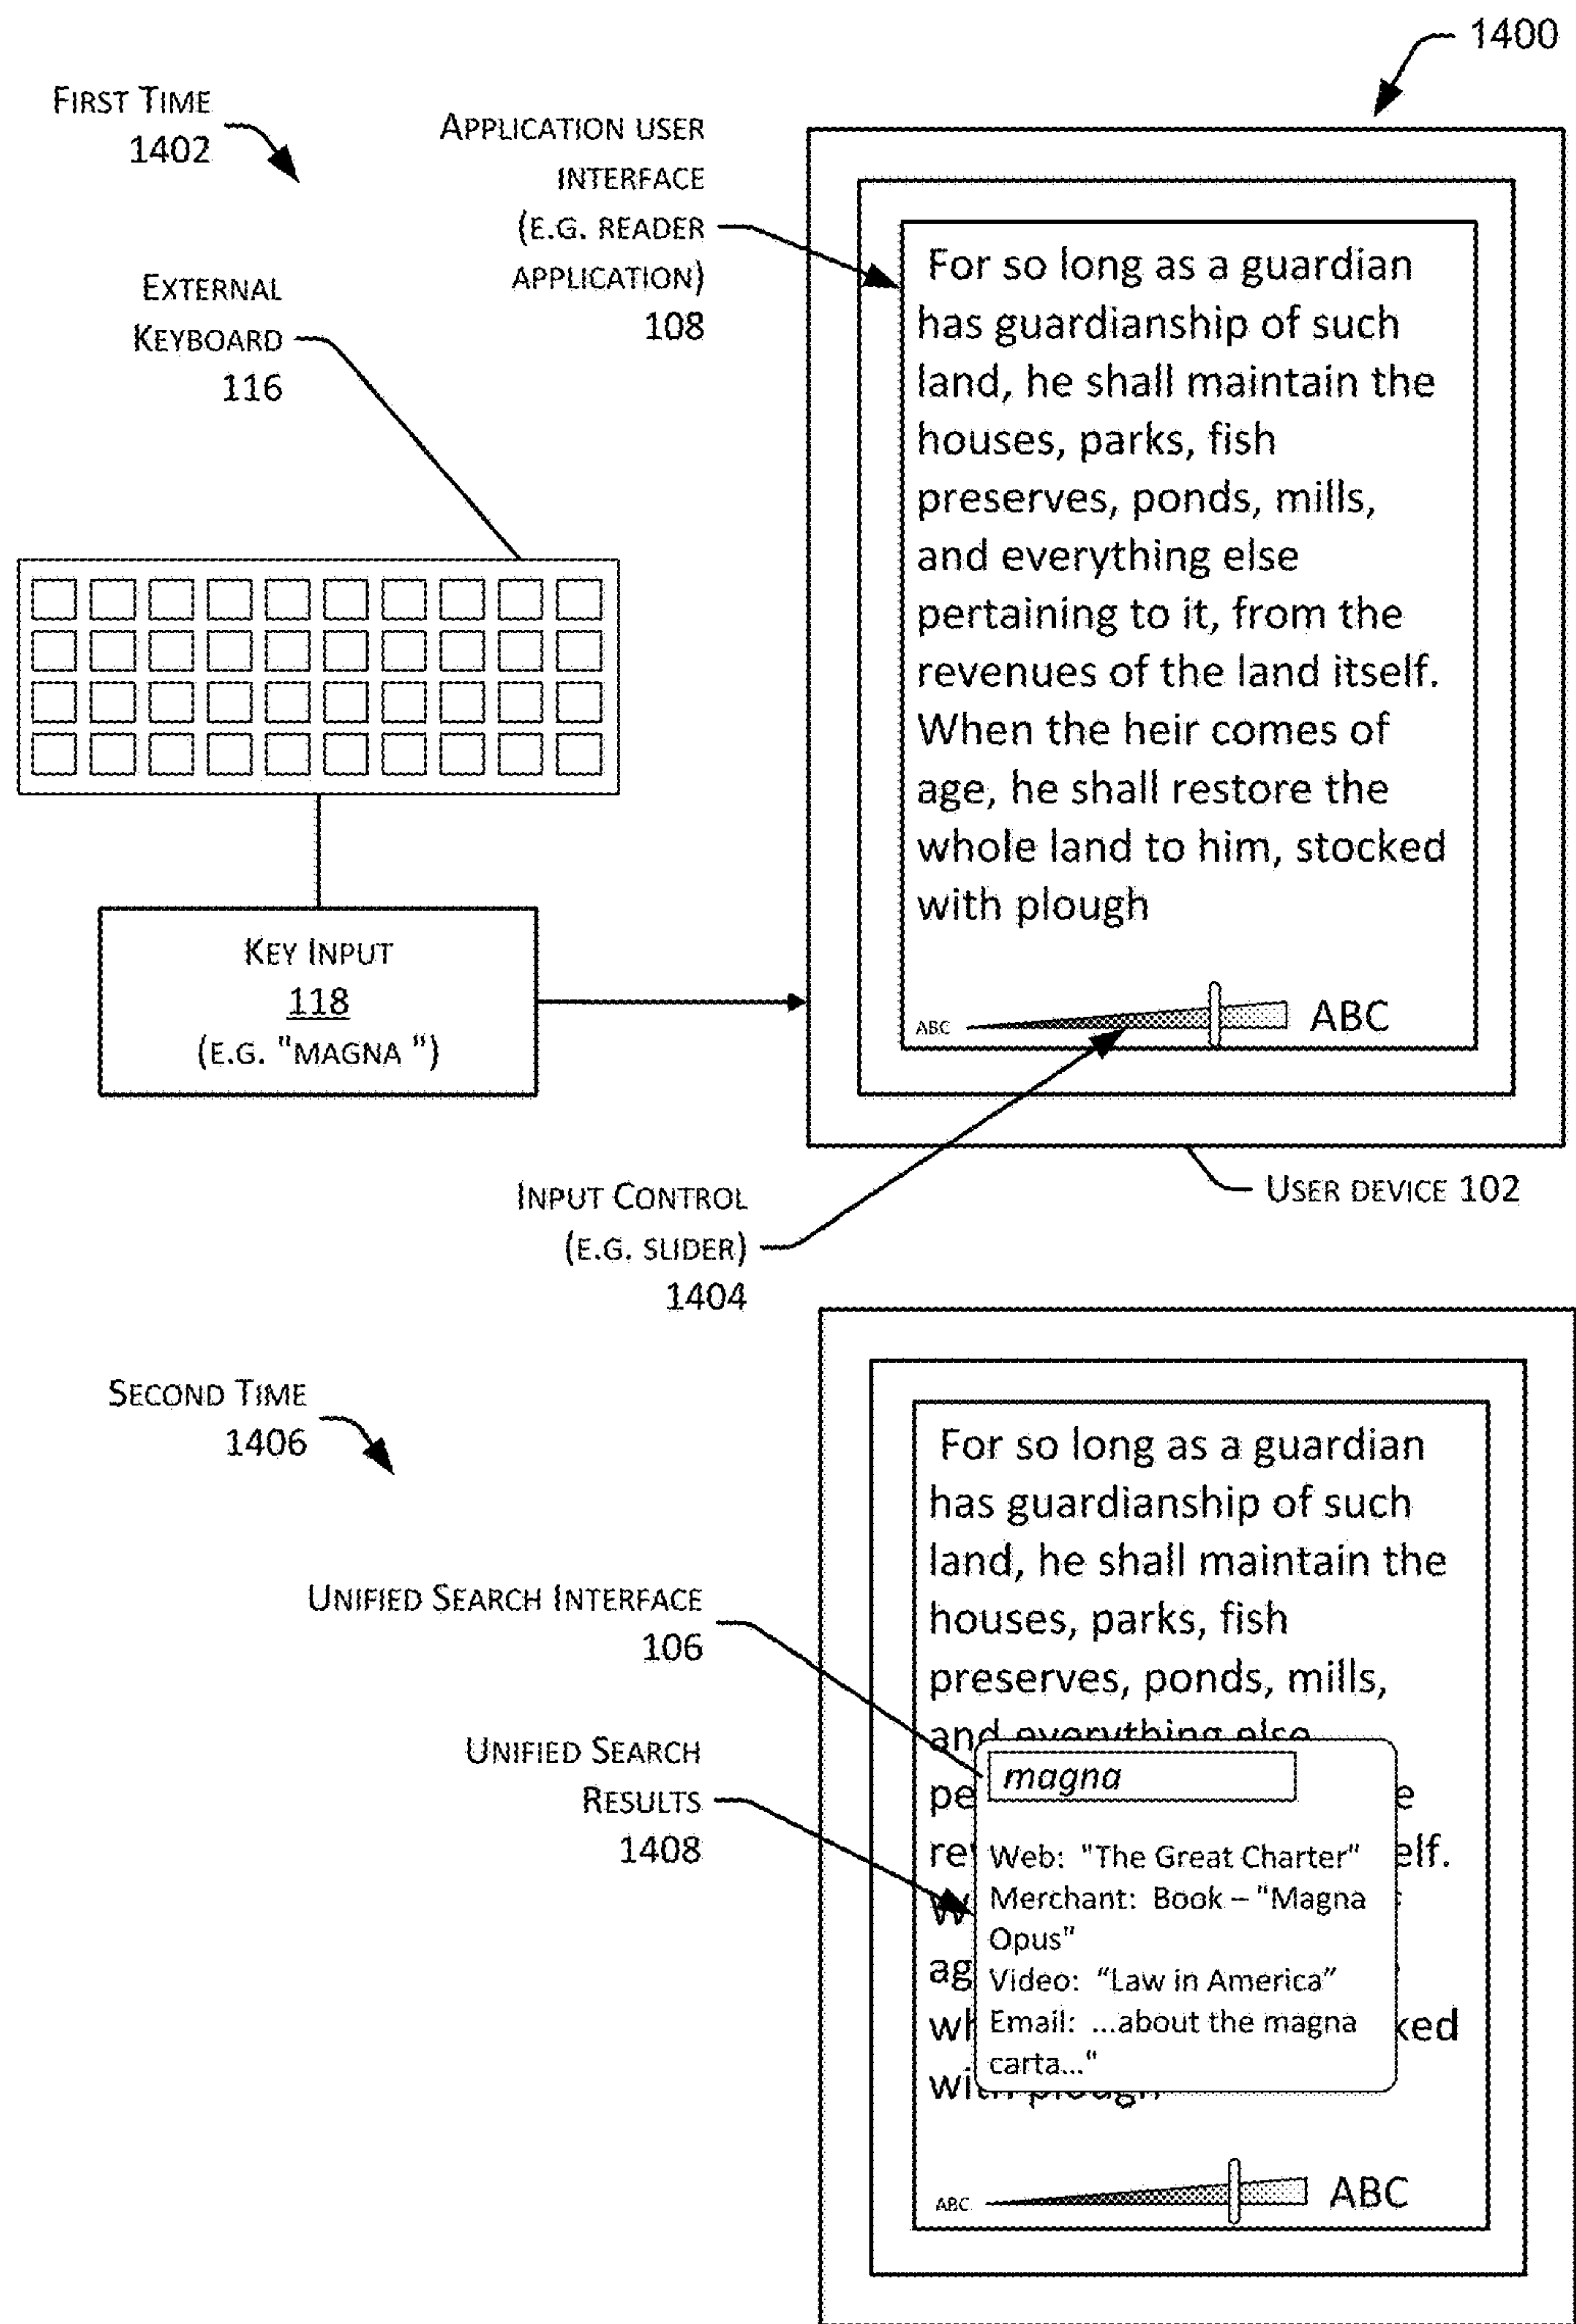 1400
FIRST TIME
1402
APPLICATION USER
INTERFACE
(E.G. READER
APPLICATION)
108
EXTERNAL
KEYBOARD
116
For so long as a guardian
has guardianship of such
land, he shall maintain the
houses, parks, fish
preserves, ponds, mills,
and everything else
pertaining to it, from the
revenues of the land itself.
When the heir comes of
age, he shall restore the
whole land to him, stocked
with plough
ABC ABC
KEY INPUT
118
(E.G. "MAGNA ")
INPUT CONTROL
(E.G. SLIDER)
1404
USER DEVICE 102
SECOND TIME
1406
UNIFIED SEARCH INTERFACE
106
UNIFIED SEARCH
RESULTS
1408
For so long as a guardian
has guardianship of such
land, he shall maintain the
houses, parks, fish
preserves, ponds, mills,
and everything else
magna
Web: "The Great Charter"
Merchant: Book – "Magna
Opus"
Video: “Law in America”
Email: ...about the magna
carta..."
with plough
ABC ABC